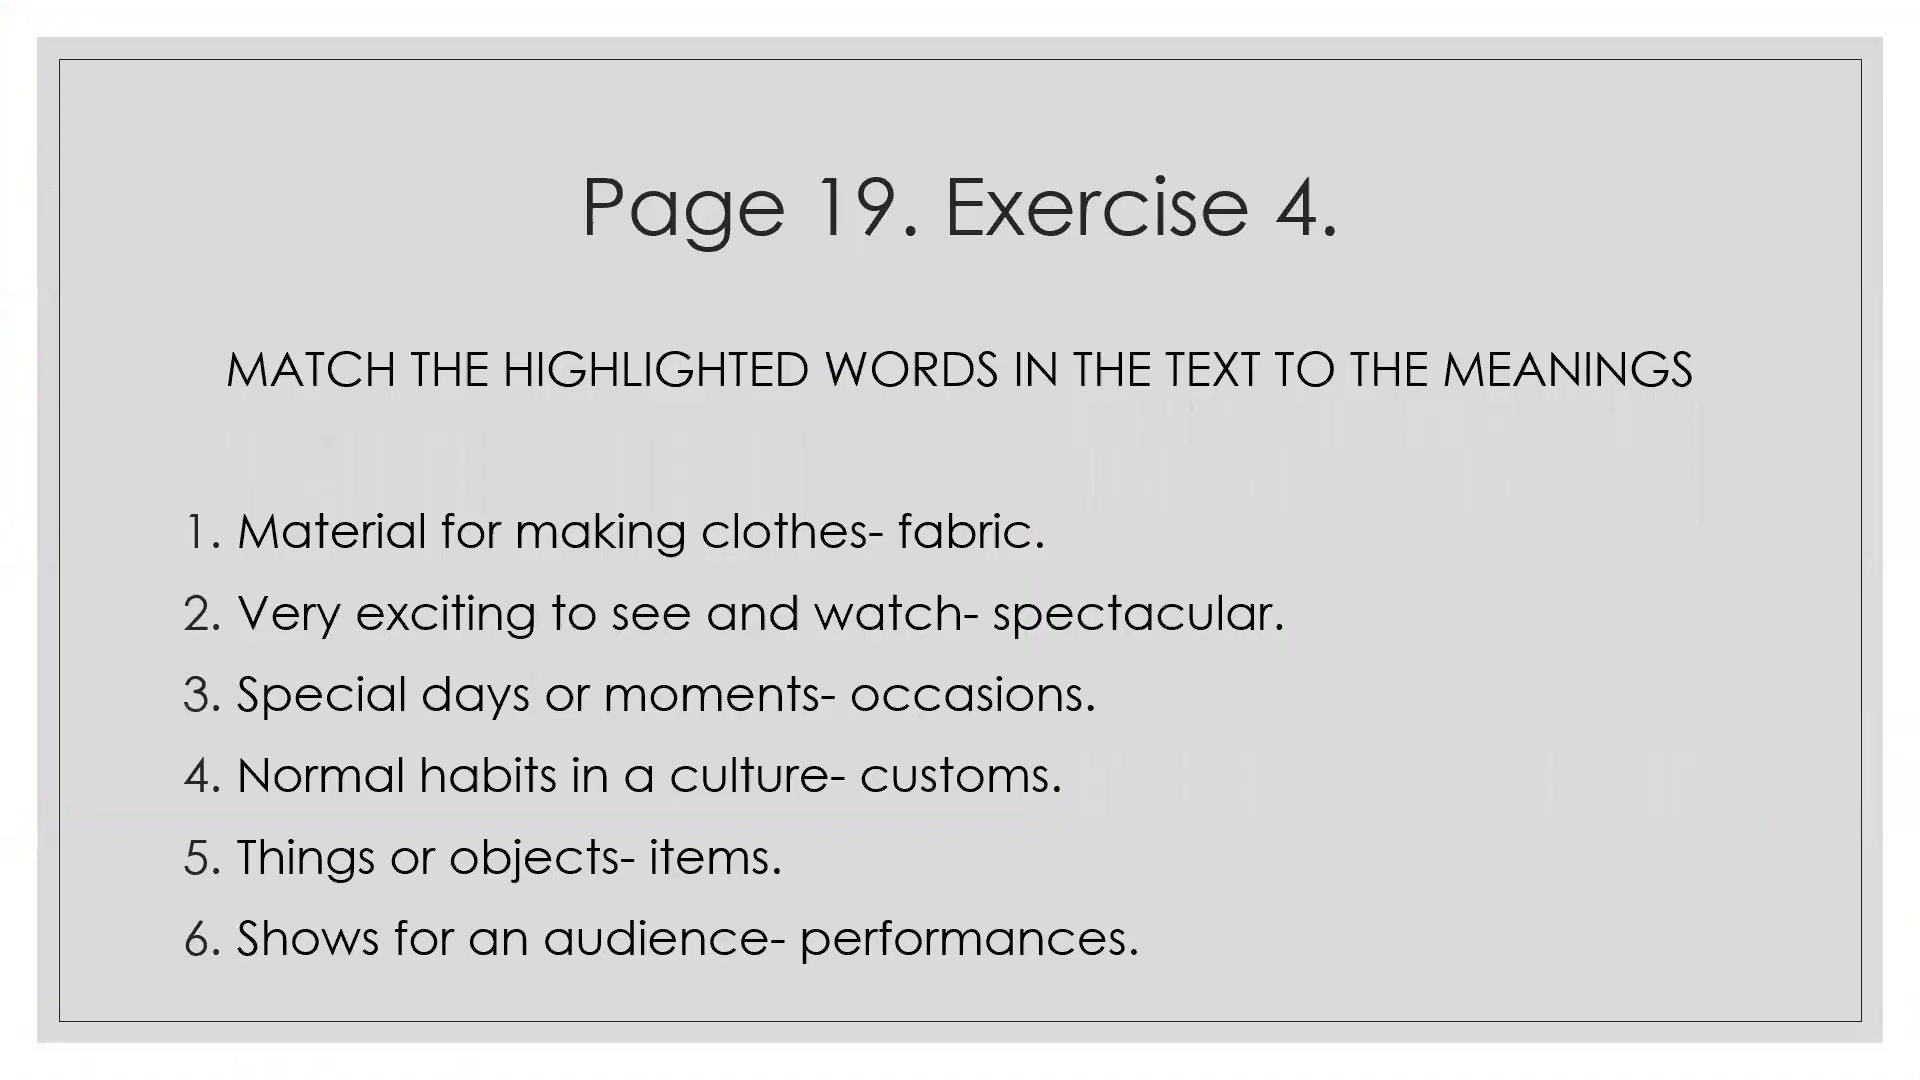 Page 19. Exercise 4.
MATCH THE HIGHLIGHTED WORDS IN THE TEXT TO THE MEANINGS
1. Material for making clothes- fabric.
2. Very exciting to see and watch- spectacular.
3. Special days or moments- occasions.
4. Normal habits in a culture- customs.
5. Things or objects- items.
6. Shows for an audience- performances.